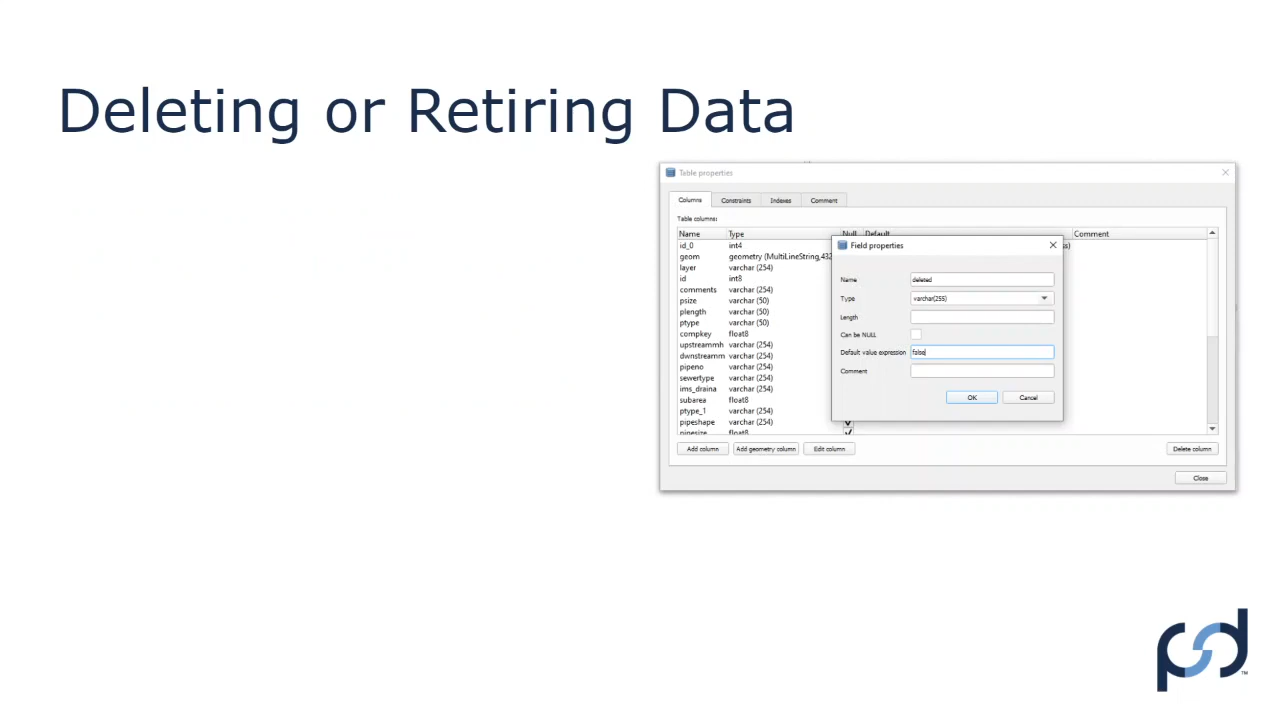 Deleting or Retiring Data
Table properties
Columns Constraints Indexes Comment
Table columns:
Name Type Null Default Comment
id_0 int4
geom geometry (MultiLineString,432
layer varchar (254)
id int8
comments varchar (254)
psize varchar (50)
plength varchar (50)
ptype varchar (50)
compkey float8
upstreammh varchar (254)
dwnstreamm varchar (254)
pipeno varchar (254)
sewertype varchar (254)
ims_draina varchar (254)
subarea float8
ptype_1 varchar (254)
pipeshape varchar (254)
pipesize float8
Field properties
Name deleted
Type varchar(255)
Length
Can be NULL
Default value expression false
Comment
OK Cancel
Add column Add geometry column Edit column Delete column
Close
psd
TM